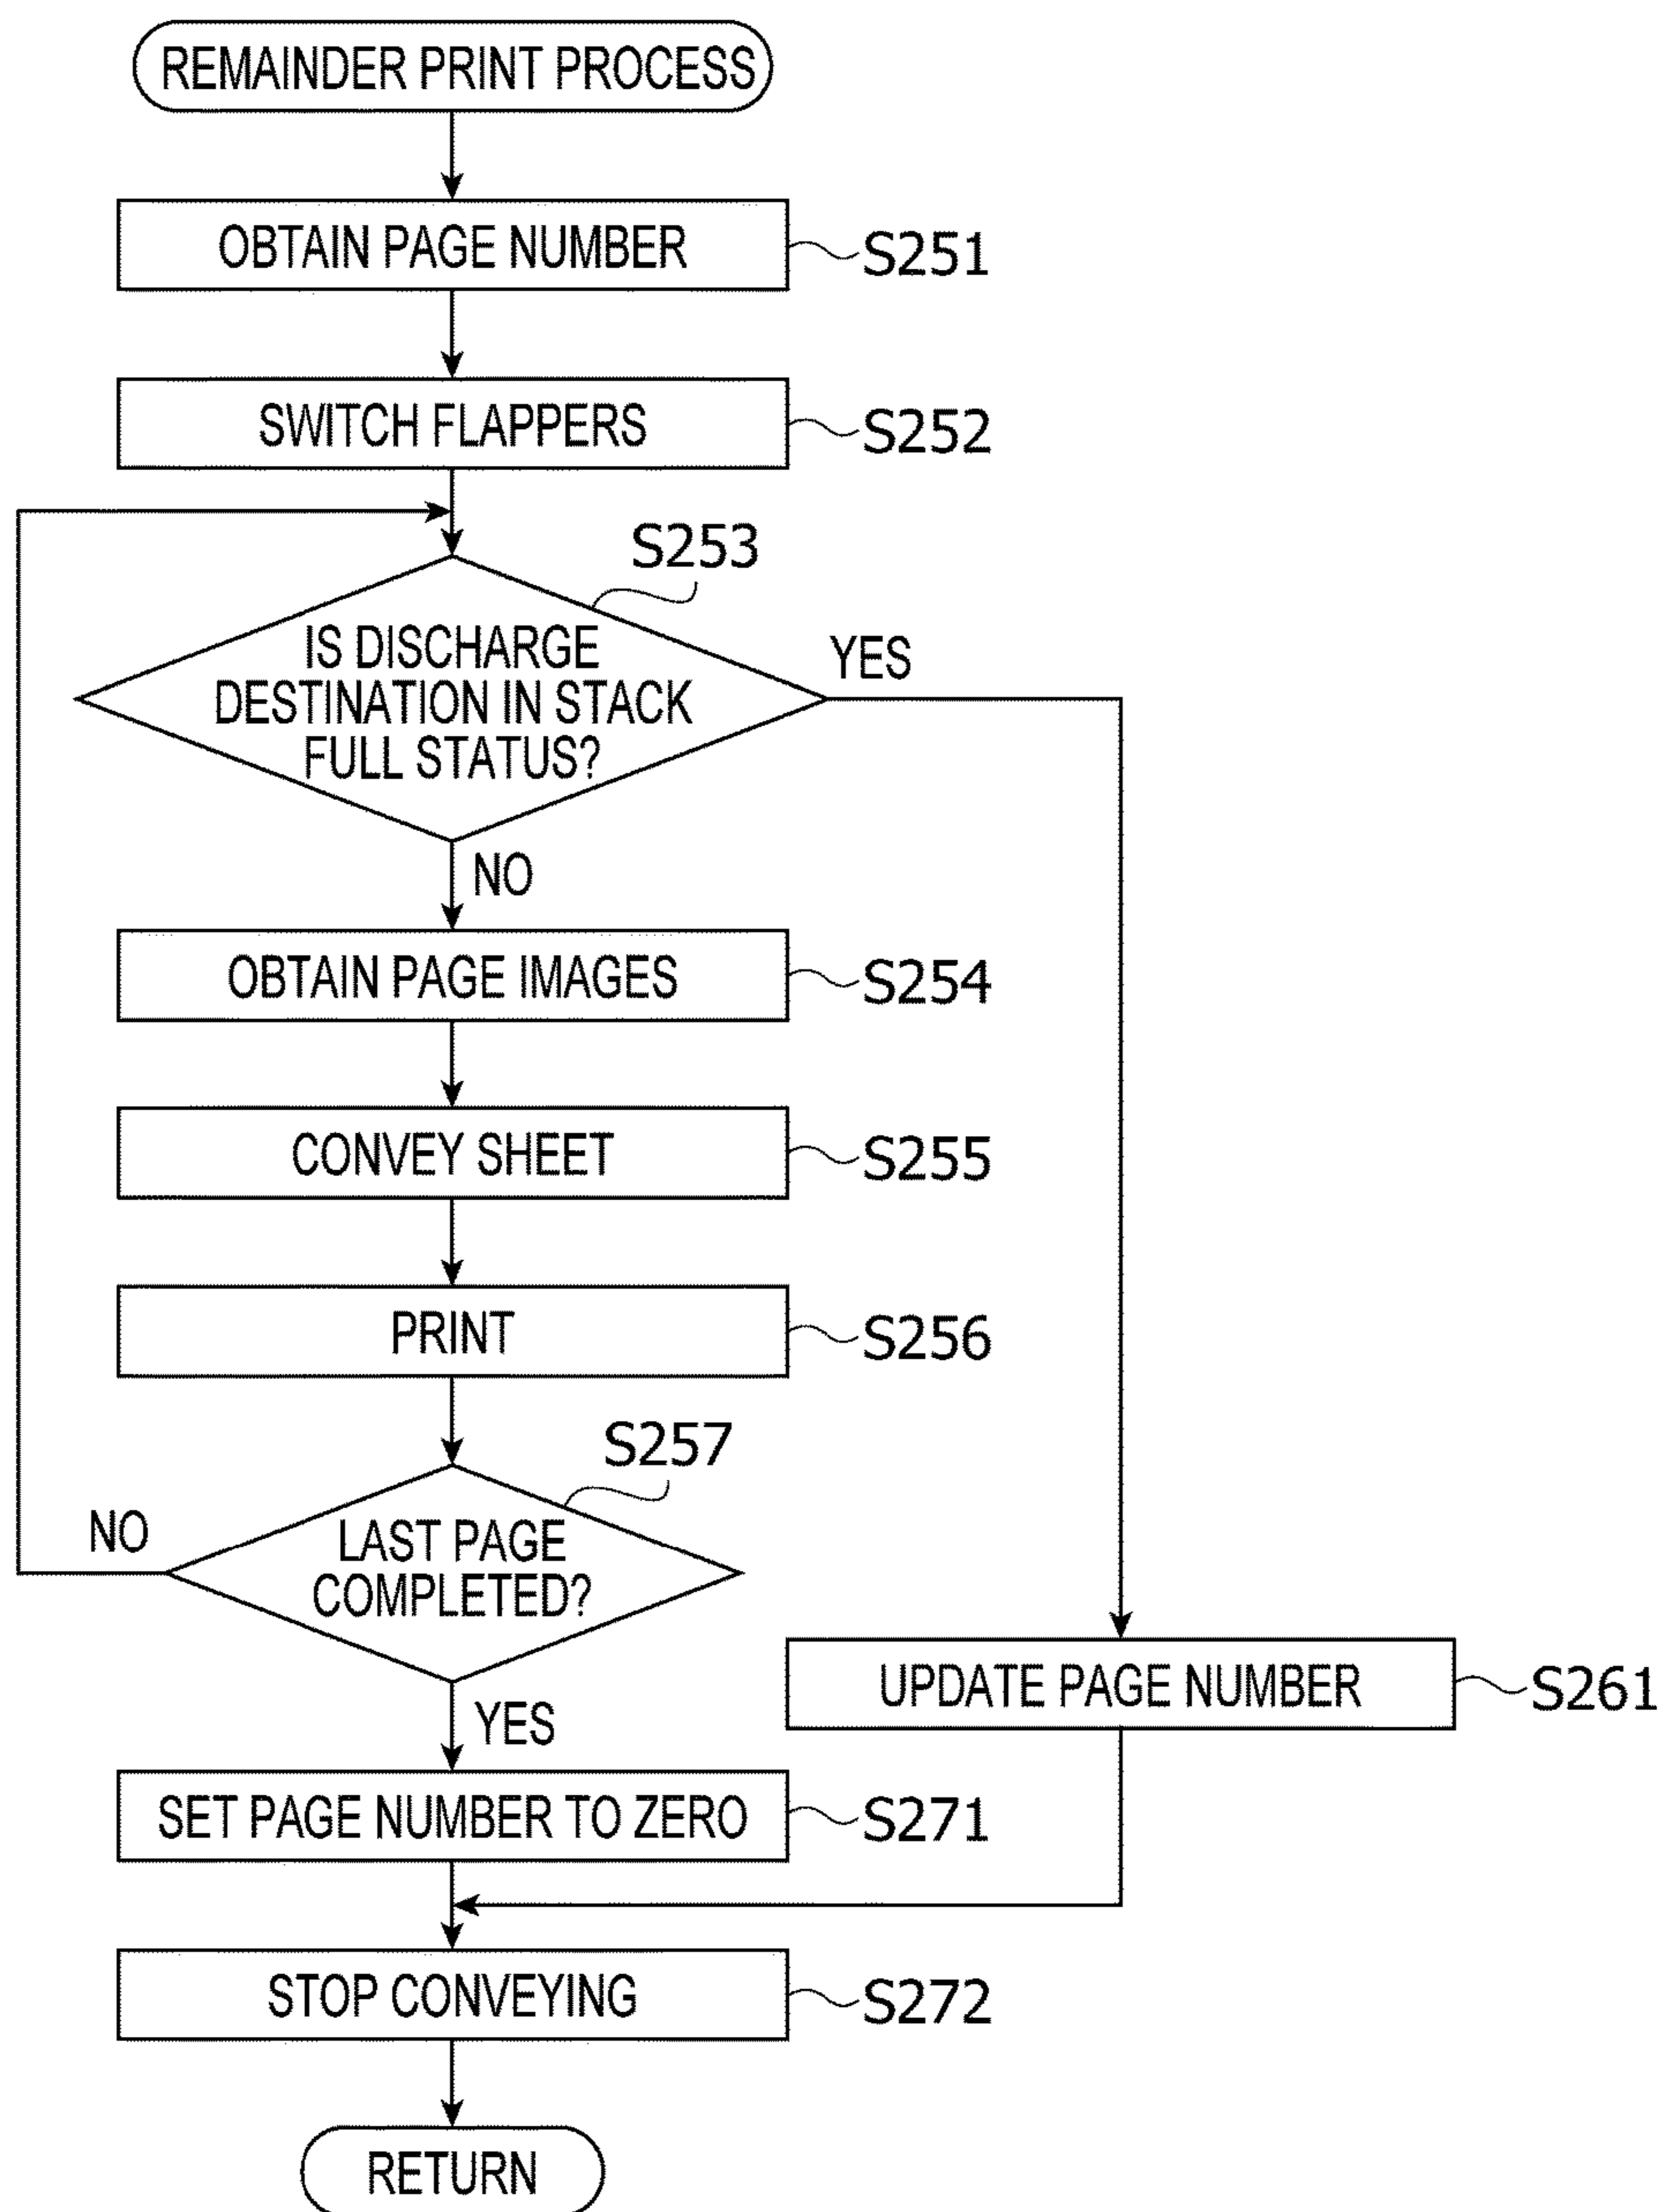 REMAINDER PRINT PROCESS
OBTAIN PAGE NUMBER
S251
SWITCH FLAPPERS
S252
S253
IS DISCHARGE
DESTINATION IN STACK
FULL STATUS?
YES
NO
OBTAIN PAGE IMAGES
S254
CONVEY SHEET
S255
PRINT
S256
S257
NO
LAST PAGE
COMPLETED?
YES
UPDATE PAGE NUMBER
S261
SET PAGE NUMBER TO ZERO
S271
STOP CONVEYING
S272
RETURN